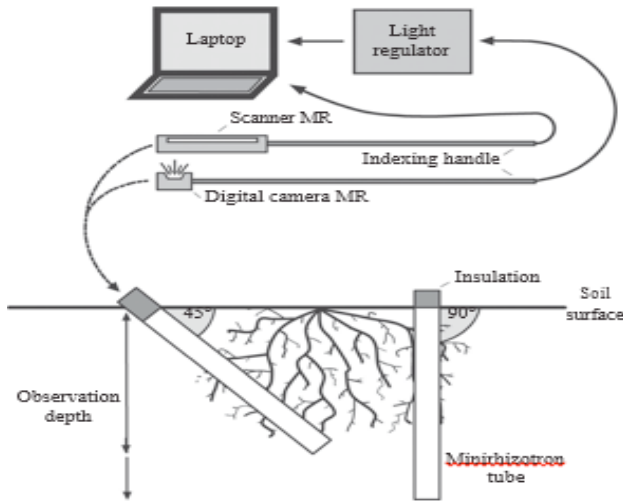 Laptop
Light
regulator
Scanner MR
Indexing handle
Digital camera MR
Insulation
45°
90°
Soil
surface
Observation
depth
Minirhizotron
tube